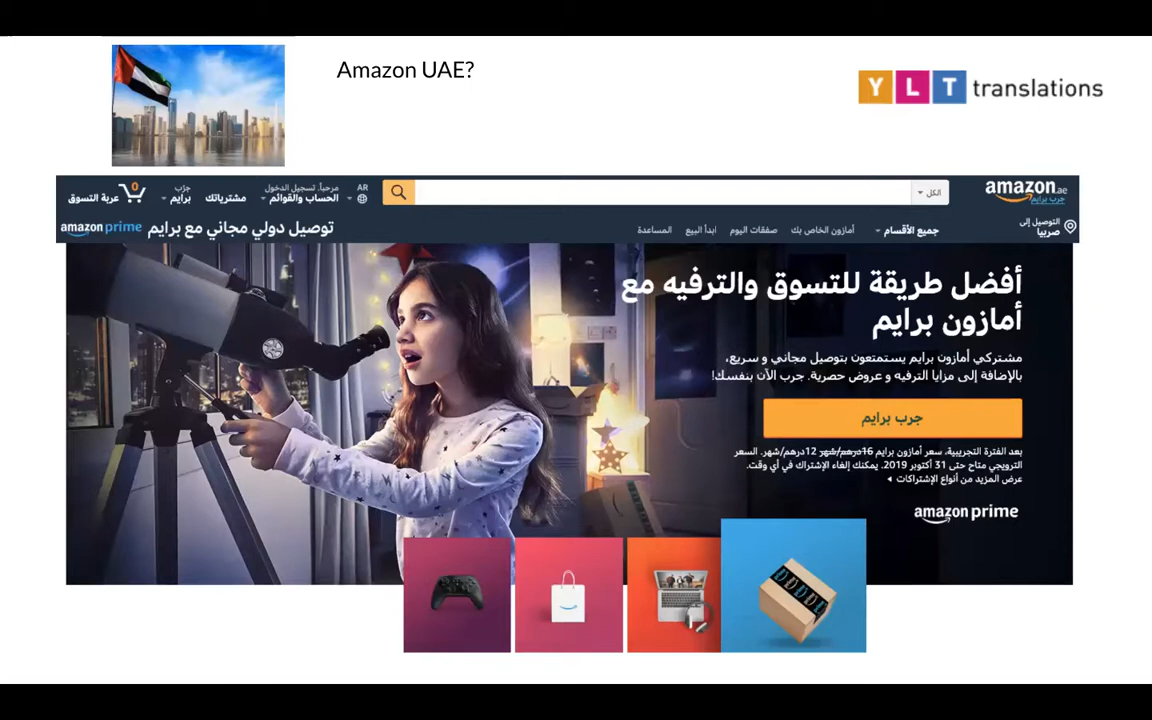 Amazon UAE?
Y L T translations
amazon.ae
جرب برايم
الكل
AR
مرحباً. تسجيل الدخول
الحساب والقوائم
مشترياتك
جرّب
برايم
0
عربة التسوق
التوصيل إلى
صربيا
جميع الأقسام
أمازون الخاص بك
صفقات اليوم
ابدأ البيع
المساعدة
توصيل دولي مجاني مع برايم amazon prime
أفضل طريقة للتسوق والترفيه مع
أمازون برايم
مشتركي أمازون برايم يستمتعون بتوصيل مجاني و سريع،
بالإضافة إلى مزايا الترفيه و عروض حصرية. جرب الآن بنفسك!
جرب برايم
بعد الفترة التجريبية، سعر أمازون برايم 16درهم/شهر 12درهم/شهر. السعر
الترويجي متاح حتى 31 أكتوبر 2019. يمكنك إلغاء الإشتراك في أي وقت.
عرض المزيد من أنواع الإشتراكات
amazon prime
prime
prime
prime
prime